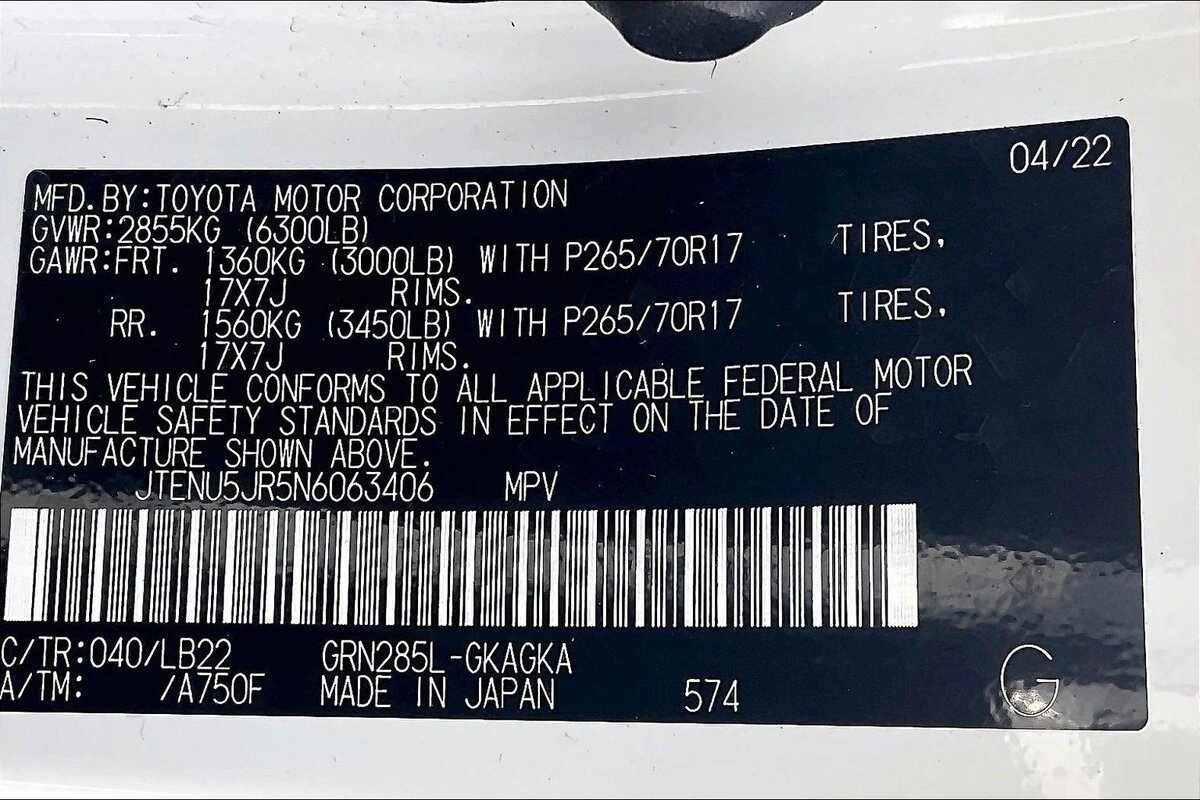 04/22
MFD.BY:TOYOTA MOTOR CORPORATION
GVWR:2855KG (6300LB)
GAWR:FRT. 1360KG (3000LB) WITH P265/70R17 TIRES,
17X7J RIMS.
RR. 1560KG (3450LB) WITH P265/70R17 TIRES,
17X7J RIMS.
THIS VEHICLE CONFORMS TO ALL APPLICABLE FEDERAL MOTOR
VEHICLE SAFETY STANDARDS IN EFFECT ON THE DATE OF
MANUFACTURE SHOWN ABOVE.
JTENU5JR5N6063406 MPV
C/TR:040/LB22 GRN285L-GKAGKA
A/TM: /A750F MADE IN JAPAN 574
G